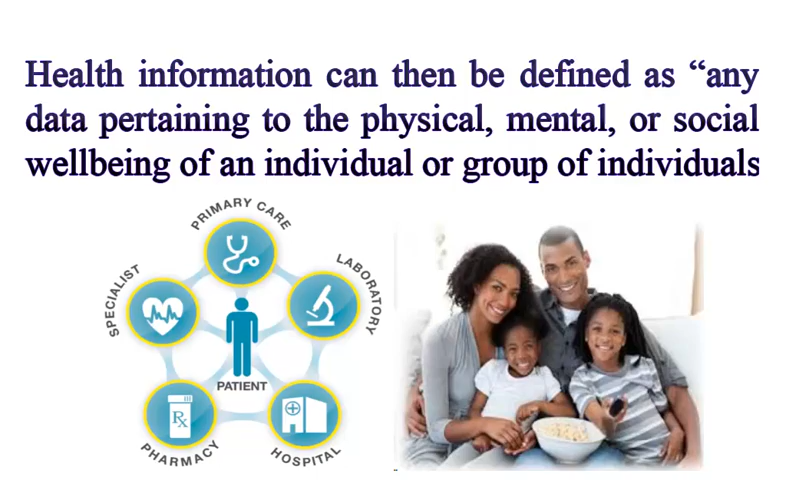 Health information can then be defined as “any
data pertaining to the physical, mental, or social
wellbeing of an individual or group of individuals
PRIMARY CARE
SPECIALIST
LABORATORY
PATIENT
Rx
PHARMACY
HOSPITAL